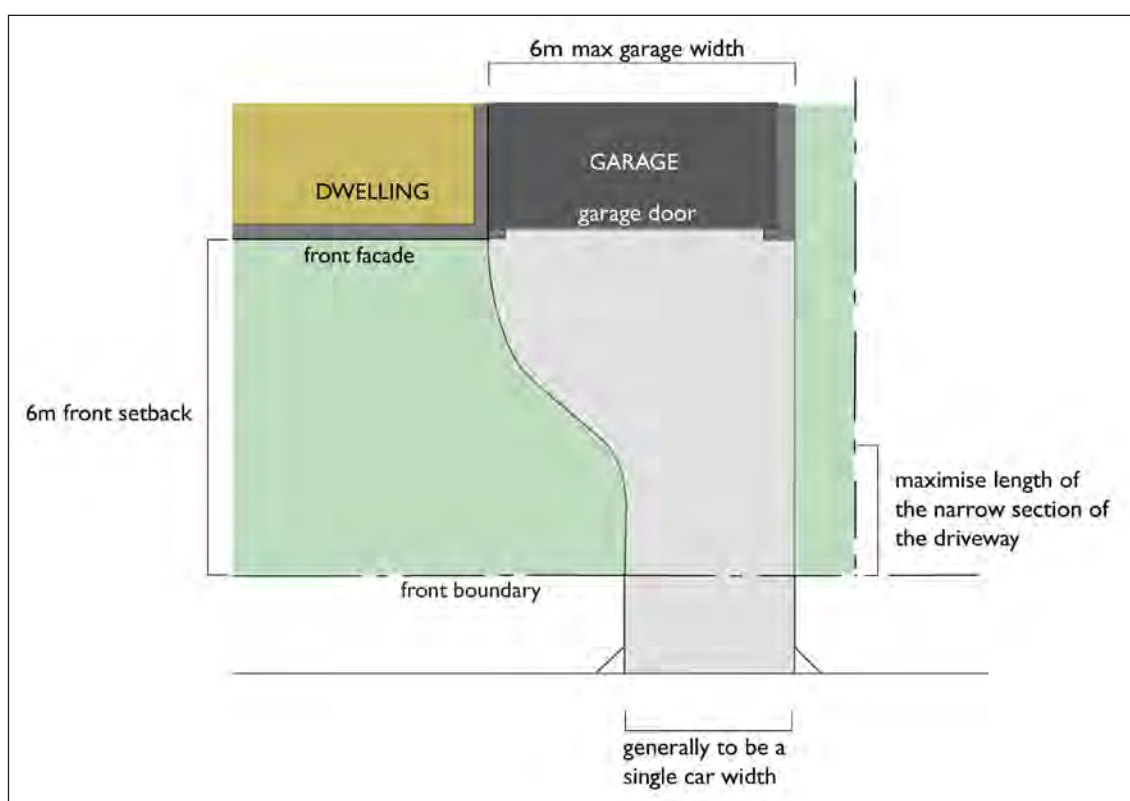 6m max garage width
GARAGE
DWELLING
garage door
front facade
6m front setback
maximise length of
the narrow section of
the driveway
front boundary
generally to be a
single car width